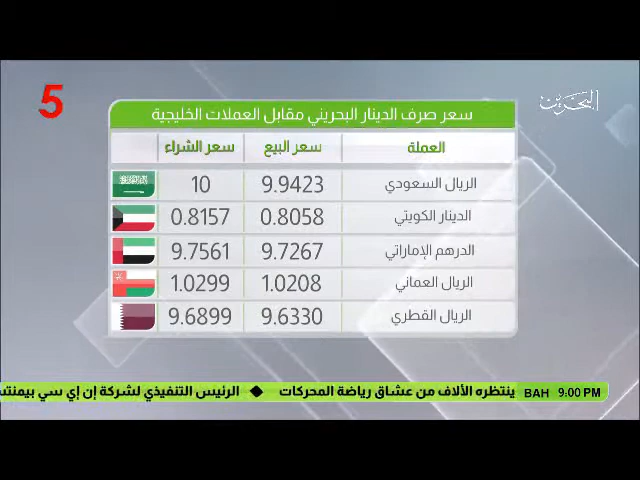 5
البحرين
سعر صرف الدينار البحريني مقابل العملات الخليجية
العملة سعر البيع سعر الشراء
الريال السعودي 9.9423 10
الدينار الكويتي 0.8058 0.8157
الدرهم الإماراتي 9.7267 9.7561
الريال العماني 1.0208 1.0299
الريال القطري 9.6330 9.6899
BAH 9:00 PM
ينتظره الآلاف من عشاق رياضة المحركات ◆ الرئيس التنفيذي لشركة إن إي سي بيمنتس